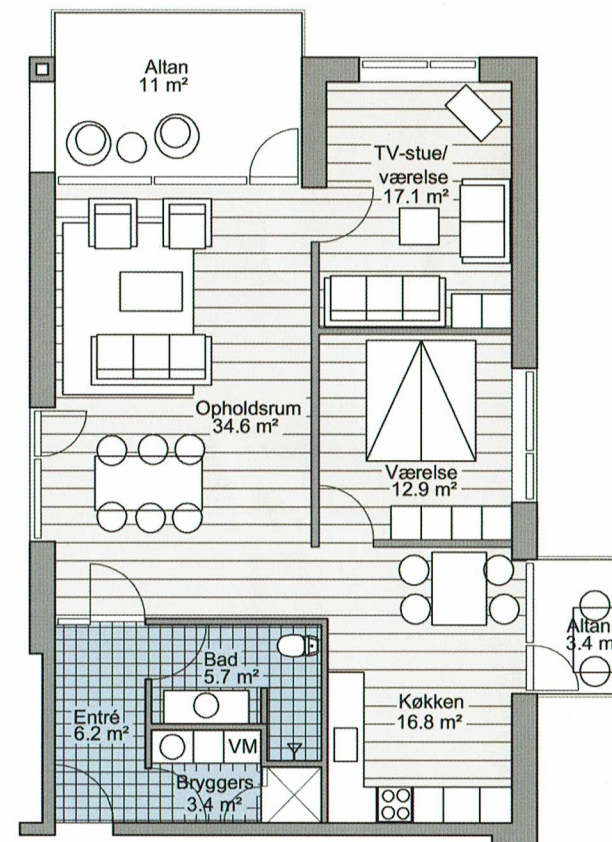 Altan
11 m²
TV-stue/
værelse
17.1 m²
Opholdsrum
34.6 m²
Værelse
12.9 m²
Altan
3.4 m
Bad
5.7 m²
Køkken
16.8 m²
Entré
6.2 m²
VM
Bryggers
3.4 m²